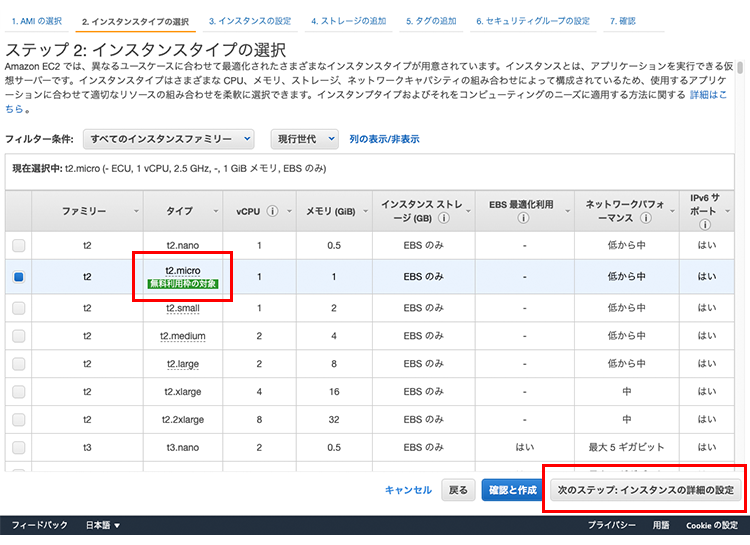 1. AMI の選択 2. インスタンスタイプの選択 3. インスタンスの設定 4. ストレージの追加 5. タグの追加 6. セキュリティグループの設定 7. 確認
ステップ 2: インスタンスタイプの選択
Amazon EC2 では、異なるユースケースに合わせて最適化されたさまざまなインスタンスタイプが用意されています。インスタンスとは、アプリケーションを実行できる仮
想サーバーです。インスタンスタイプはさまざまな CPU、メモリ、ストレージ、ネットワークキャパシティの組み合わせによって構成されているため、使用するアプリケ
ーションに合わせて適切なリソースの組み合わせを柔軟に選択できます。インスタンプタイプおよびそれをコンピューティングのニーズに適用する方法に関する 詳細はこ
ちら。
フィルター条件: すべてのインスタンスファミリー 現行世代 列の表示/非表示
現在選択中: t2.micro (- ECU, 1 vCPU, 2.5 GHz, -, 1 GiB メモリ, EBS のみ)
ファミリー タイプ vCPU メモリ (GiB) インスタンス ストレージ (GB) EBS 最適化利用 ネットワークパフォーマンス IPv6 サポート
t2 t2.nano 1 0.5 EBS のみ - 低から中 はい
t2 t2.micro 無料利用枠の対象 1 1 EBS のみ - 低から中 はい
t2 t2.small 1 2 EBS のみ - 低から中 はい
t2 t2.medium 2 4 EBS のみ - 低から中 はい
t2 t2.large 2 8 EBS のみ - 低から中 はい
t2 t2.xlarge 4 16 EBS のみ - 中 はい
t2 t2.2xlarge 8 32 EBS のみ - 中 はい
t3 t3.nano 2 0.5 EBS のみ はい 最大 5 ギガビット はい
キャンセル 戻る 確認と作成 次のステップ: インスタンスの詳細の設定
フィードバック 日本語 プライバシー 用語 Cookie の設定